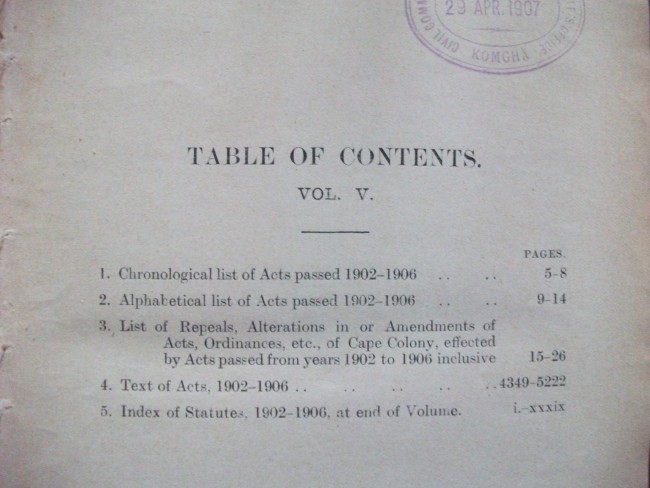 29 APR. 1907
CIVIL COMM
KOMGHA
TABLE OF CONTENTS.
VOL. V.
PAGES.
1. Chronological list of Acts passed 1902–1906 .. .. 5–8
2. Alphabetical list of Acts passed 1902–1906 .. .. 9–14
3. List of Repeals, Alterations in or Amendments of
Acts, Ordinances, etc., of Cape Colony, effected
by Acts passed from years 1902 to 1906 inclusive 15–26
4. Text of Acts, 1902–1906 .. .. .. .. ..4349–5222
5. Index of Statutes, 1902–1906, at end of Volume. i.–xxxix